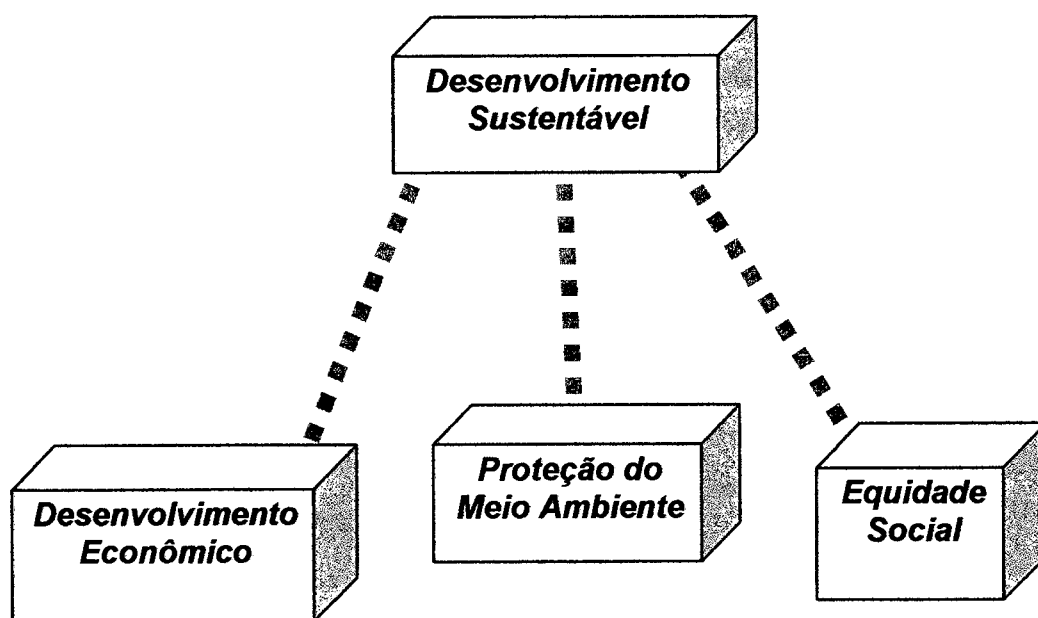 Desenvolvimento
Sustentável
Desenvolvimento
Econômico
Proteção do
Meio Ambiente
Equidade
Social